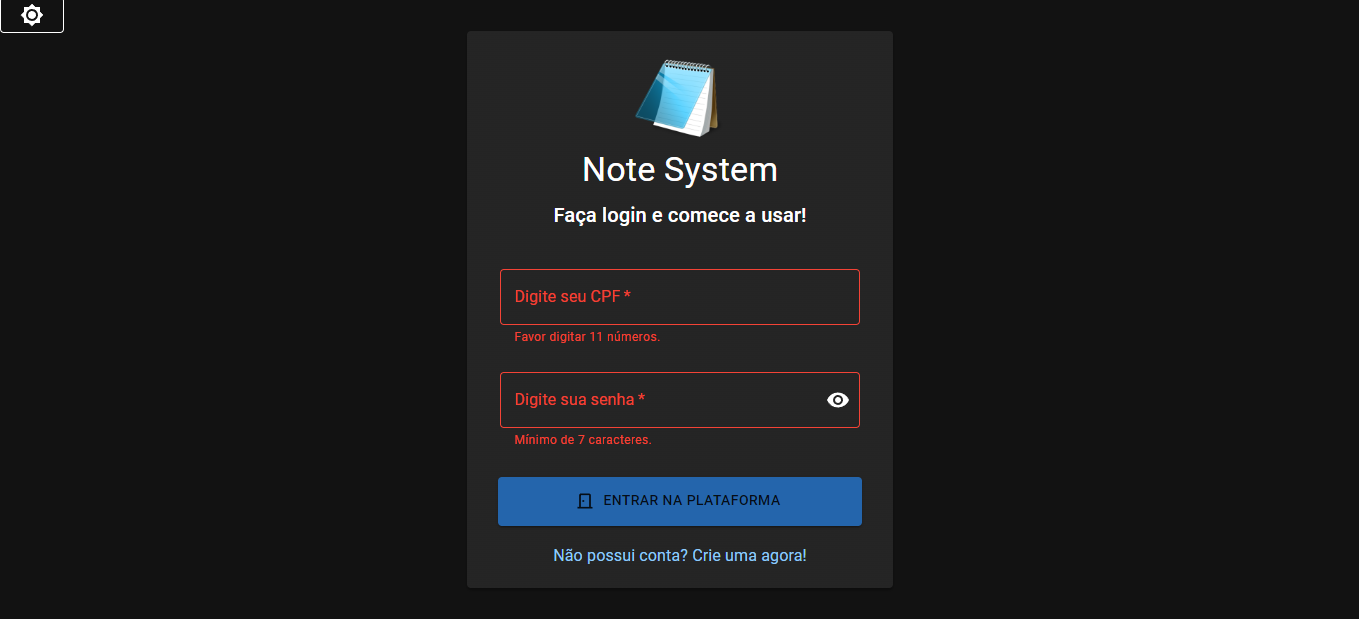 Note System
Faça login e comece a usar!
Digite seu CPF *
Favor digitar 11 números.
Digite sua senha *
Mínimo de 7 caracteres.
ENTRAR NA PLATAFORMA
Não possui conta? Crie uma agora!